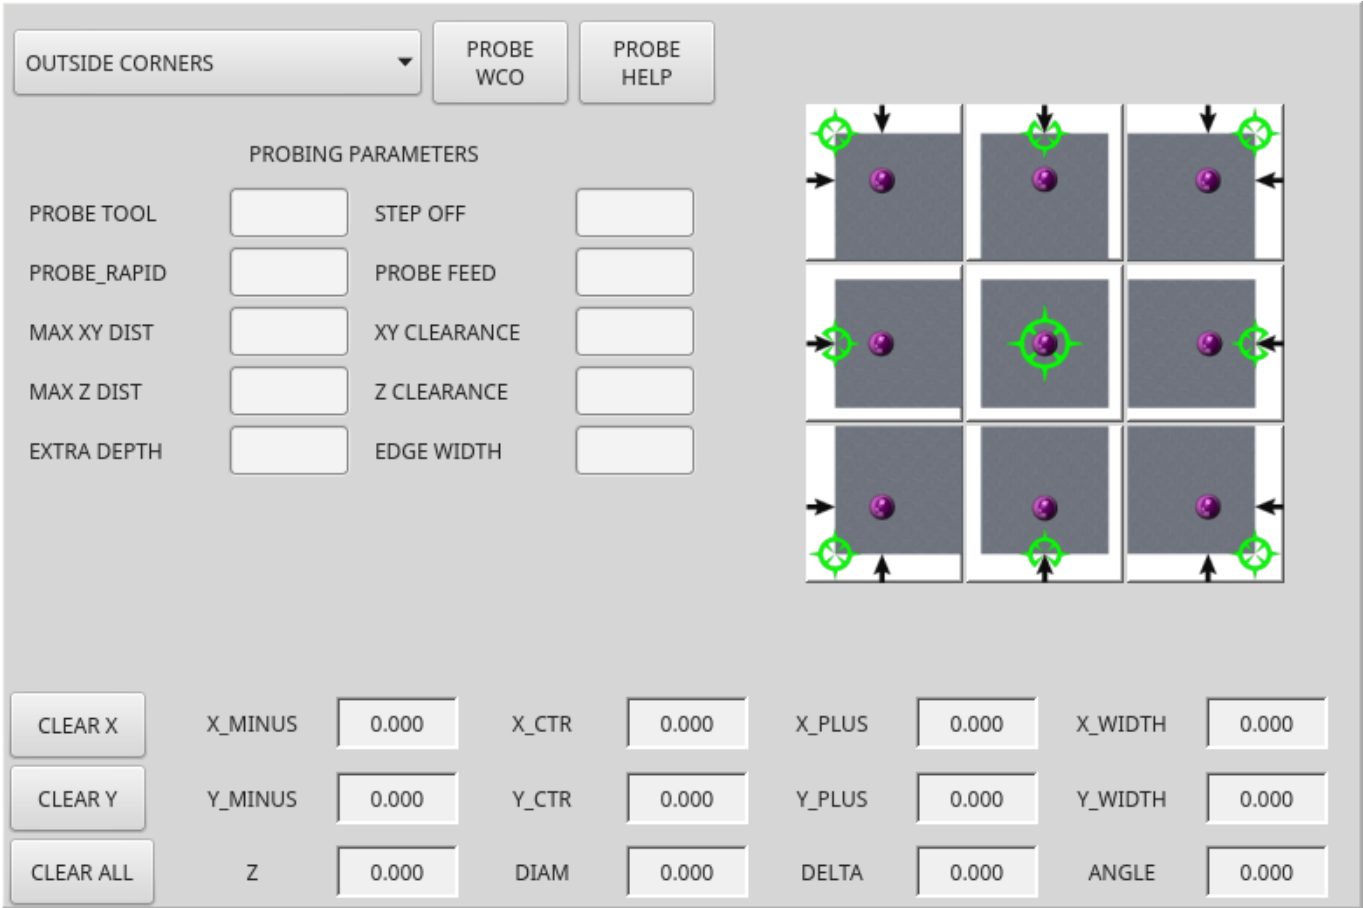 OUTSIDE CORNERS
PROBE
WCO
PROBE
HELP
PROBING PARAMETERS
PROBE TOOL
STEP OFF
PROBE_RAPID
PROBE FEED
MAX XY DIST
XY CLEARANCE
MAX Z DIST
Z CLEARANCE
EXTRA DEPTH
EDGE WIDTH
CLEAR X
X_MINUS
0.000
X_CTR
0.000
X_PLUS
0.000
X_WIDTH
0.000
CLEAR Y
Y_MINUS
0.000
Y_CTR
0.000
Y_PLUS
0.000
Y_WIDTH
0.000
CLEAR ALL
Z
0.000
DIAM
0.000
DELTA
0.000
ANGLE
0.000